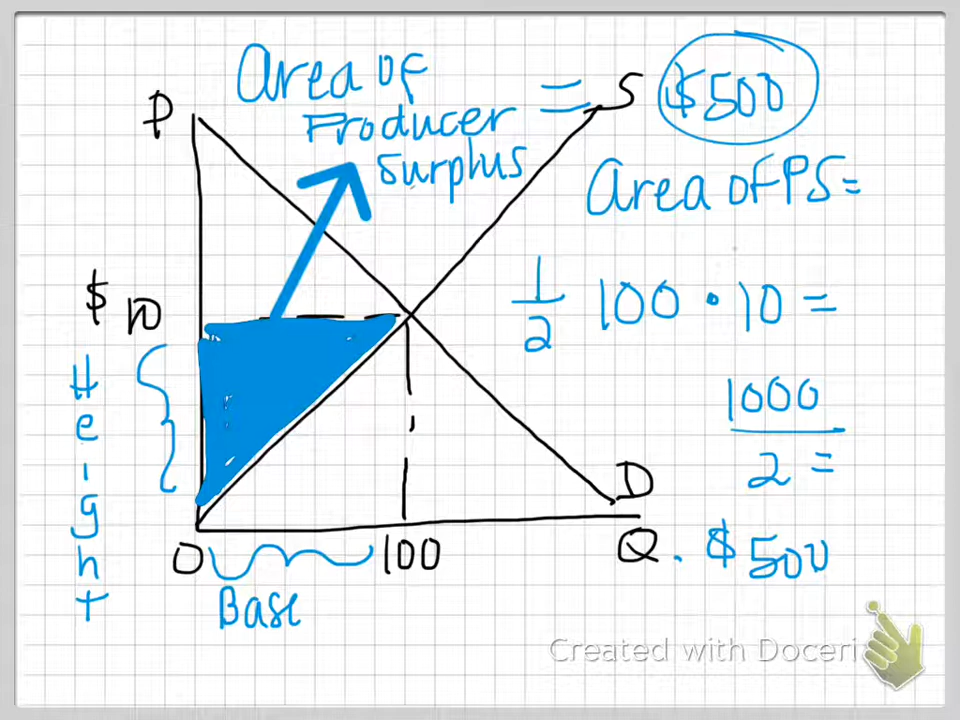 Area of
Producer
Surplus
= $500
P
S
Area of PS =
1/2 100 · 10 =
$ 10
Height
1000
2 =
D
0
100
Q
. $500
Base
Created with Doceri